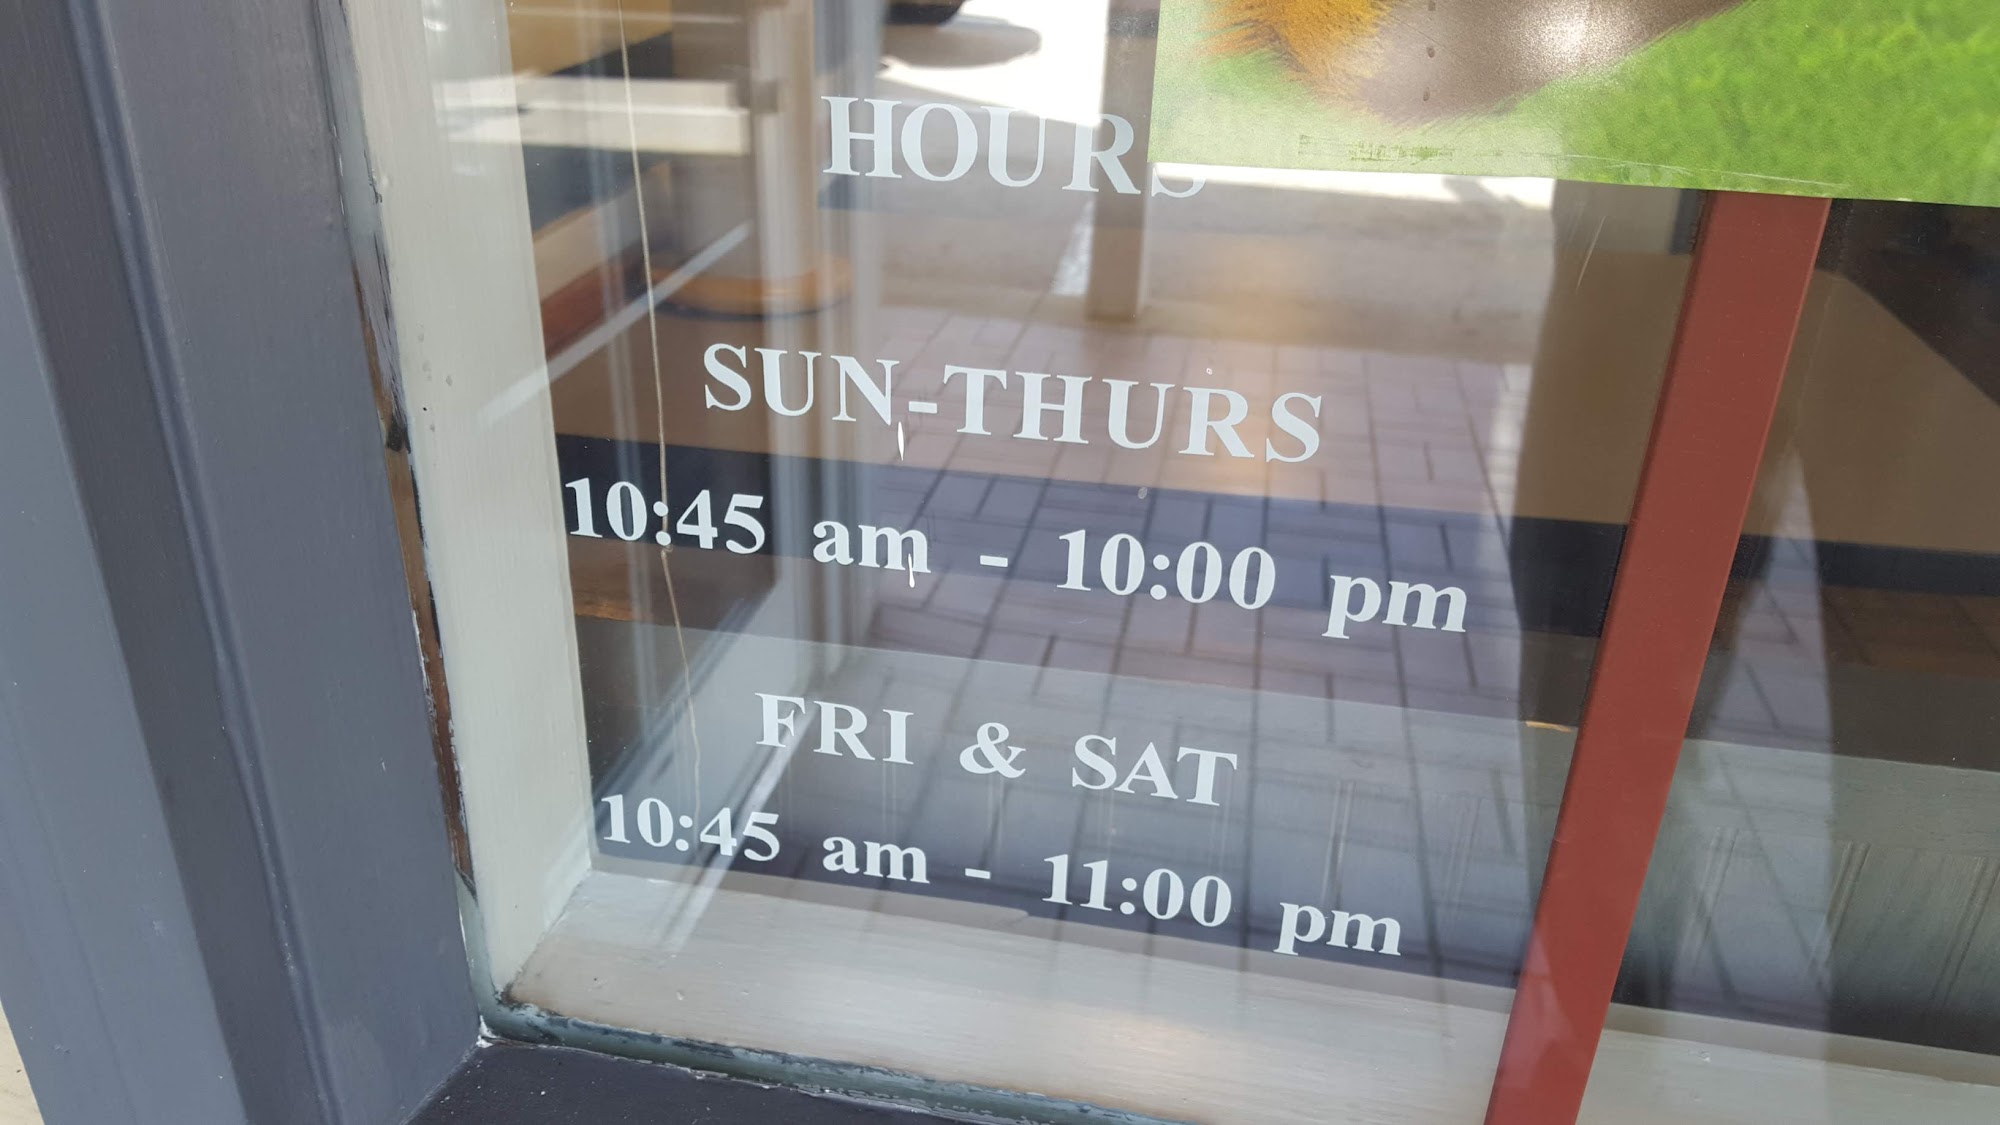 HOURS
SUN-THURS
10:45 am - 10:00 pm
FRI & SAT
10:45 am - 11:00 pm